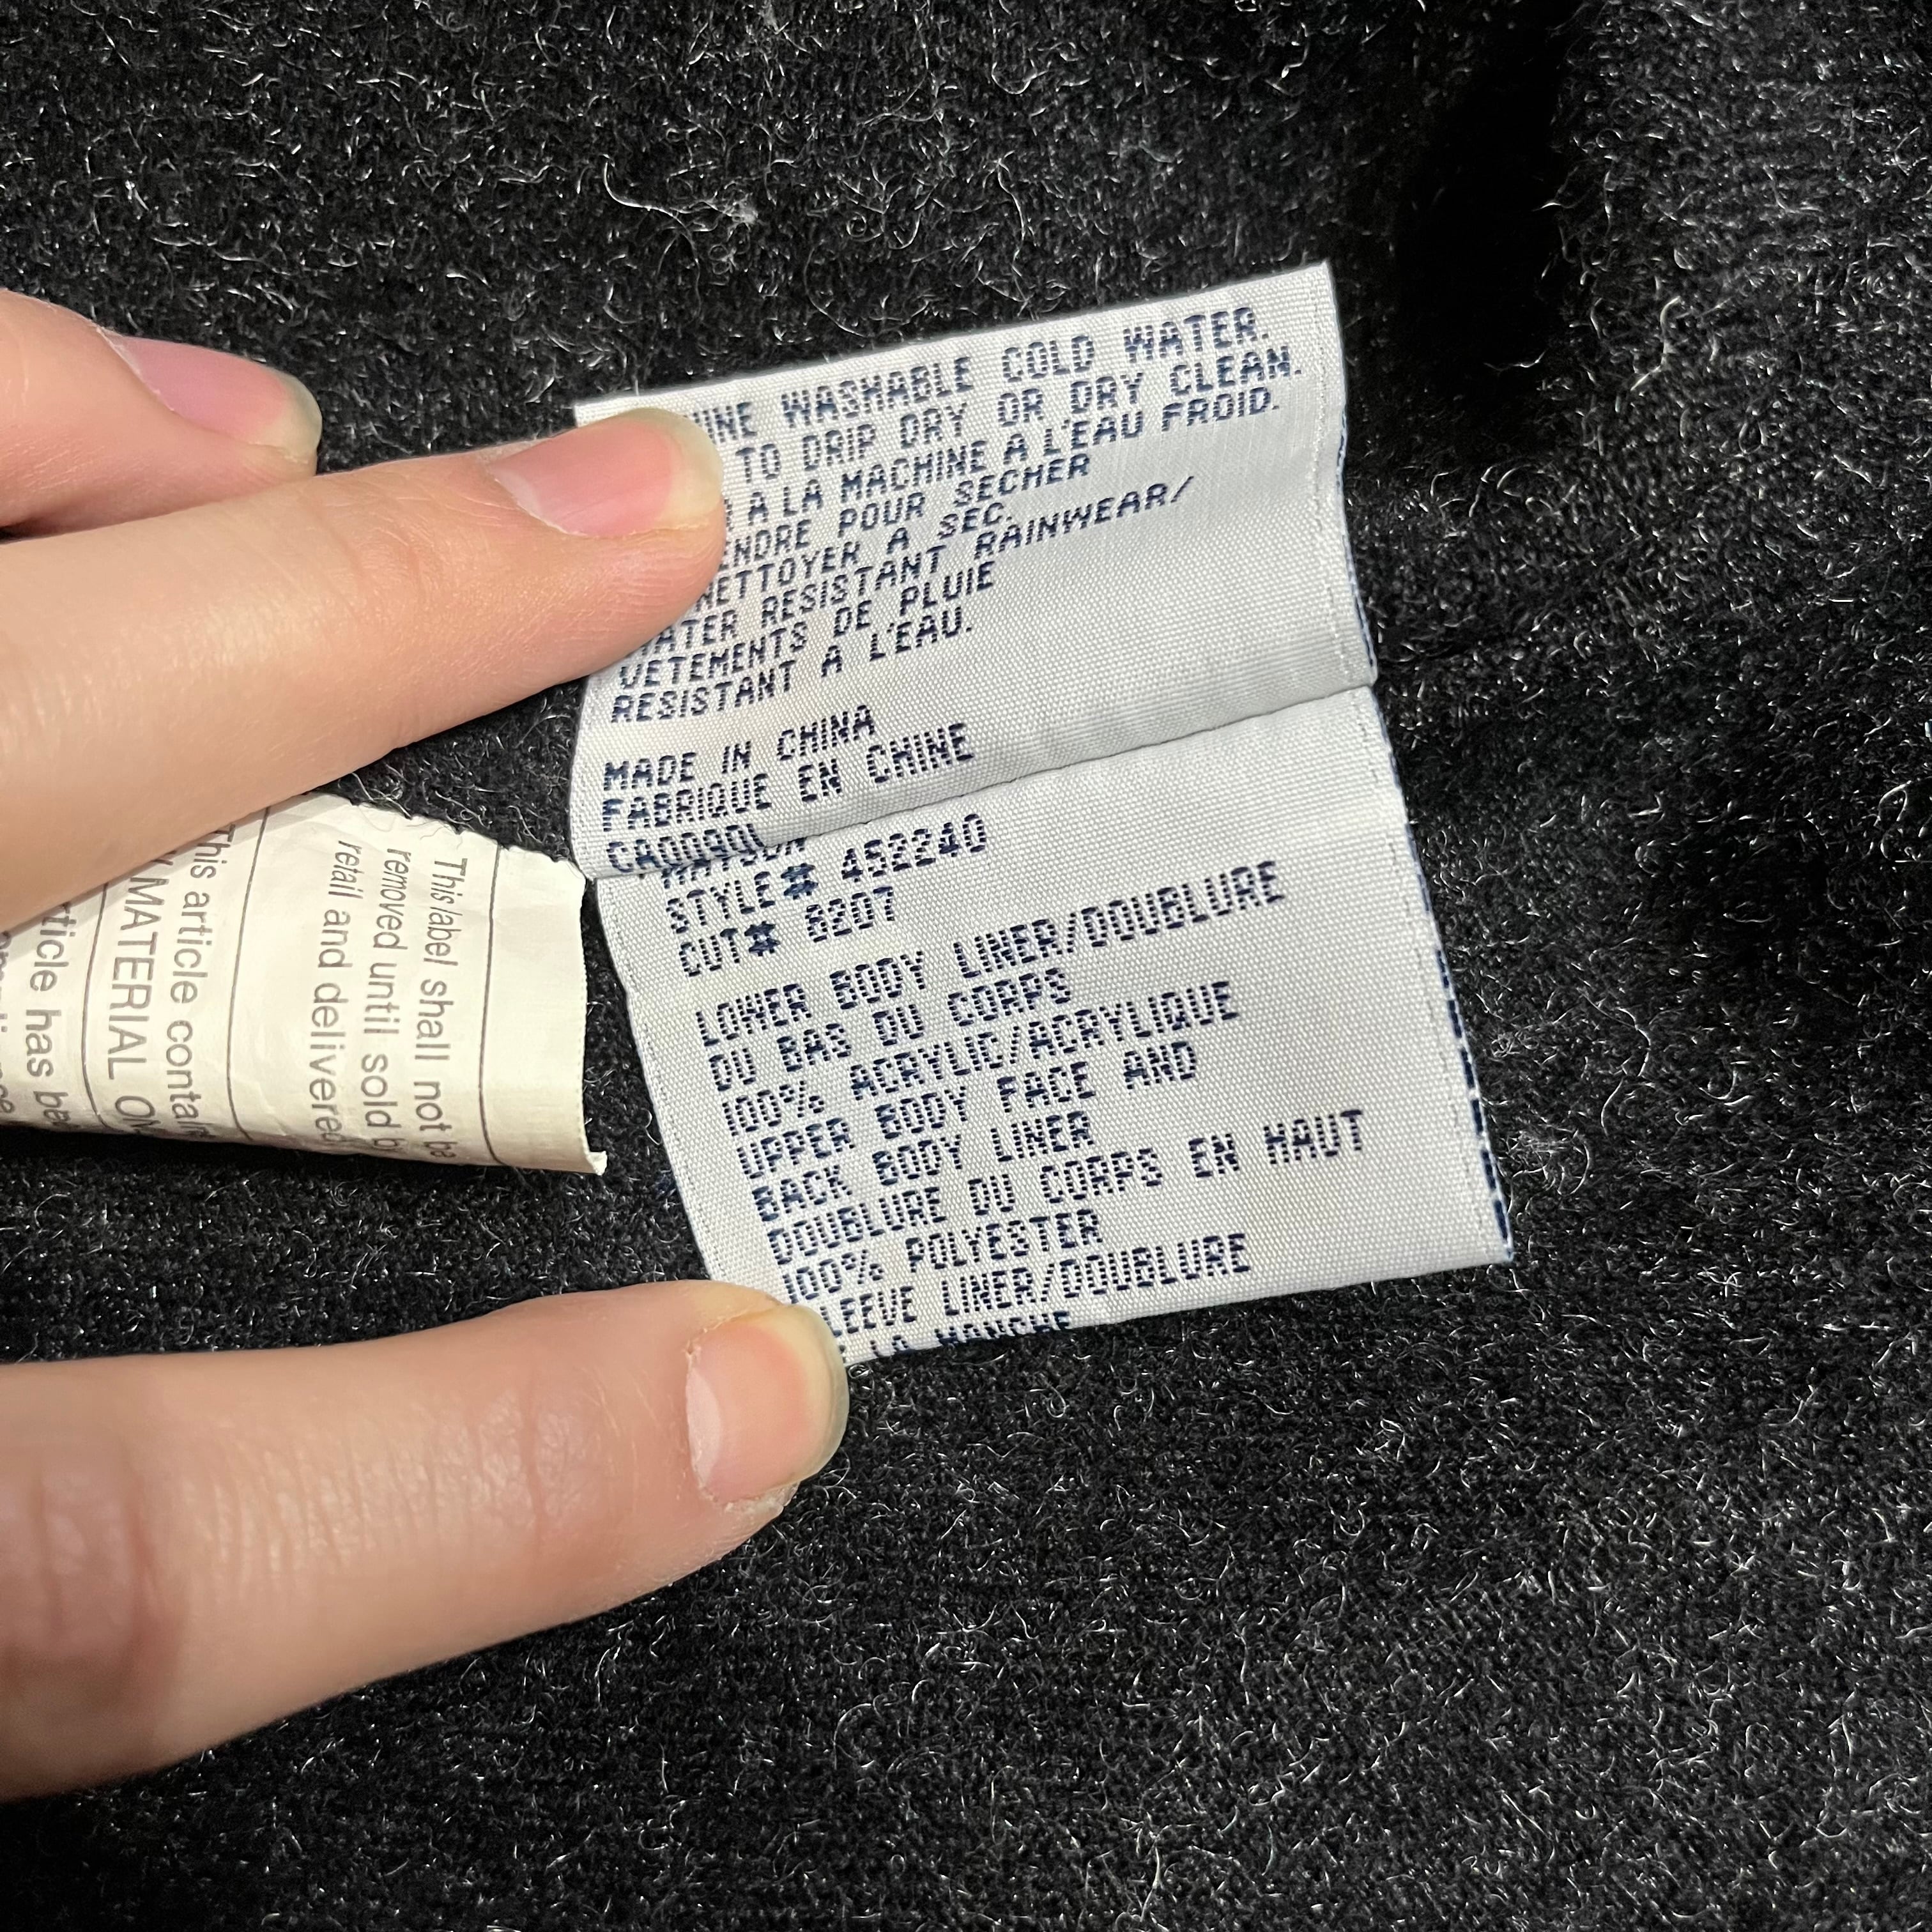 WASHABLE COLD WATER.
TO DRIP DRY OR DRY CLEAN.
A LA MACHINE A L'EAU FROID.
POUR SECHER
A SEC.
WATER RESISTANT RAINWEAR/
VETEMENTS DE PLUIE
RESISTANT A L'EAU.
MADE IN CHINA
FABRIQUE EN CHINE
STYLE# 452240
CUT# 8207
LOWER BODY LINER/DOUBLURE
DU BAS DU CORPS
100% ACRYLIC/ACRYLIQUE
UPPER BODY FACE AND
BACK BODY LINER
DOUBLURE DU CORPS EN HAUT
100% POLYESTER
LINER/DOUBLURE
LA MANCHE
This label shall not be
removed until sold by
retail and delivered
This article
MATERIAL
has